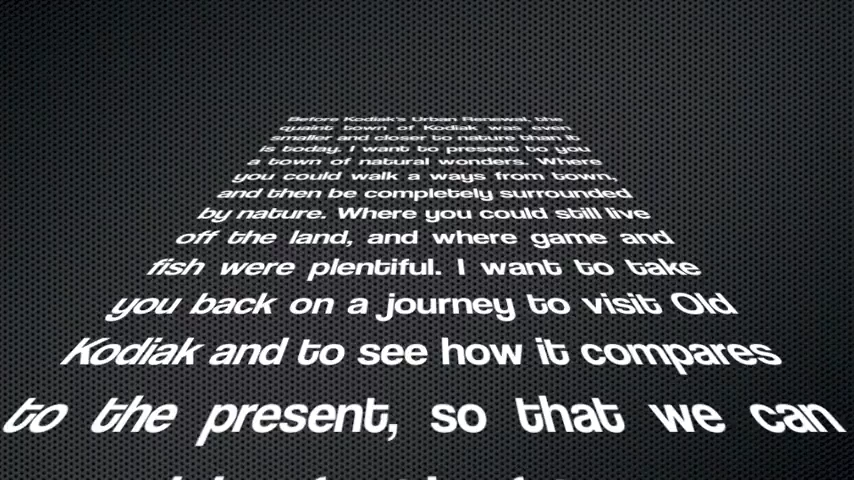 Before Kodiak's Urban Renewal, the
quaint town of Kodiak was even
smaller and closer to nature than it
is today. I want to present to you
a town of natural wonders. Where
you could walk a ways from town,
and then be completely surrounded
by nature. Where you could still live
off the land, and where game and
fish were plentiful. I want to take
you back on a journey to visit Old
Kodiak and to see how it compares
to the present, so that we can